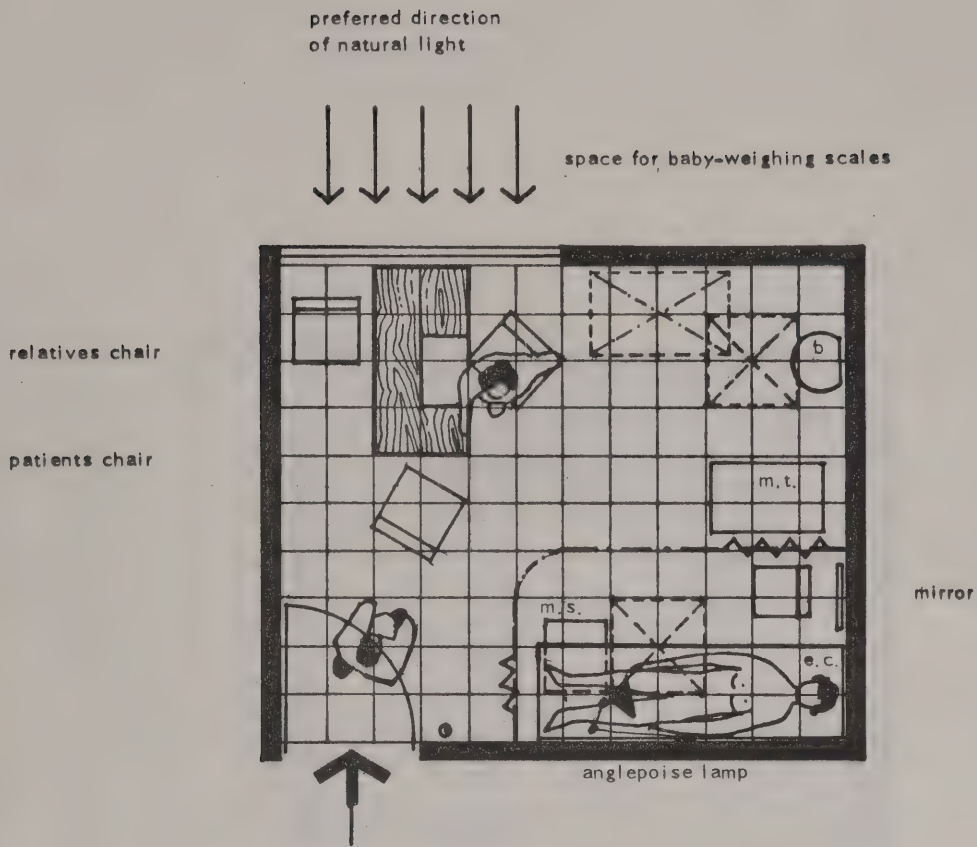 preferred direction
of natural light
space for baby-weighing scales
relatives chair
b
patients chair
m.t.
mirror
m.s.
e.c.
anglepoise lamp